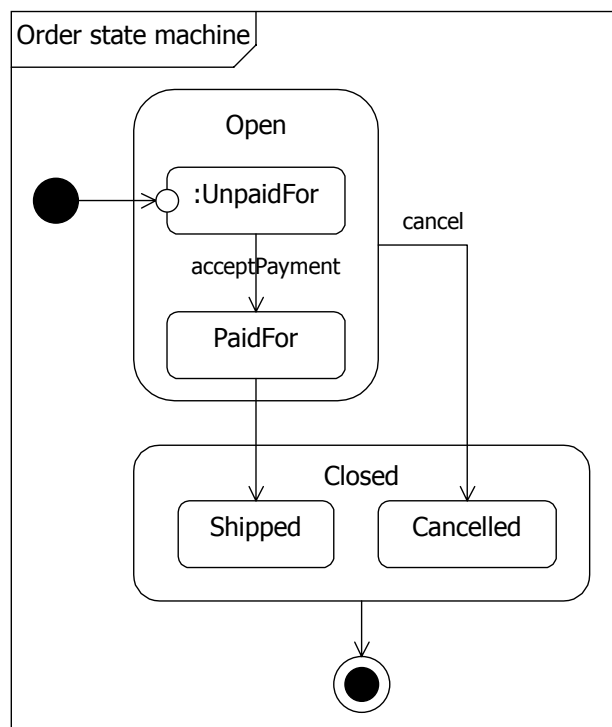 Order state machine
Open
:UnpaidFor
cancel
acceptPayment
PaidFor
Closed
Shipped
Cancelled